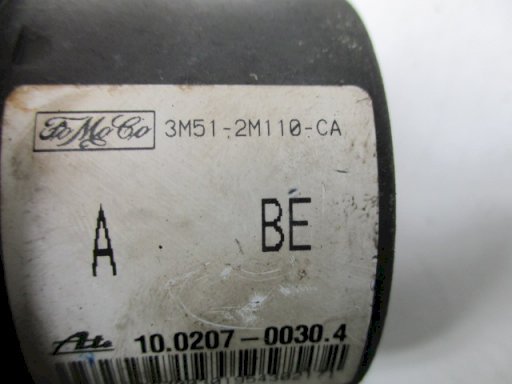 FoMoCo 3M51-2M110-CA
A BE
Ate 10.0207-0030.4